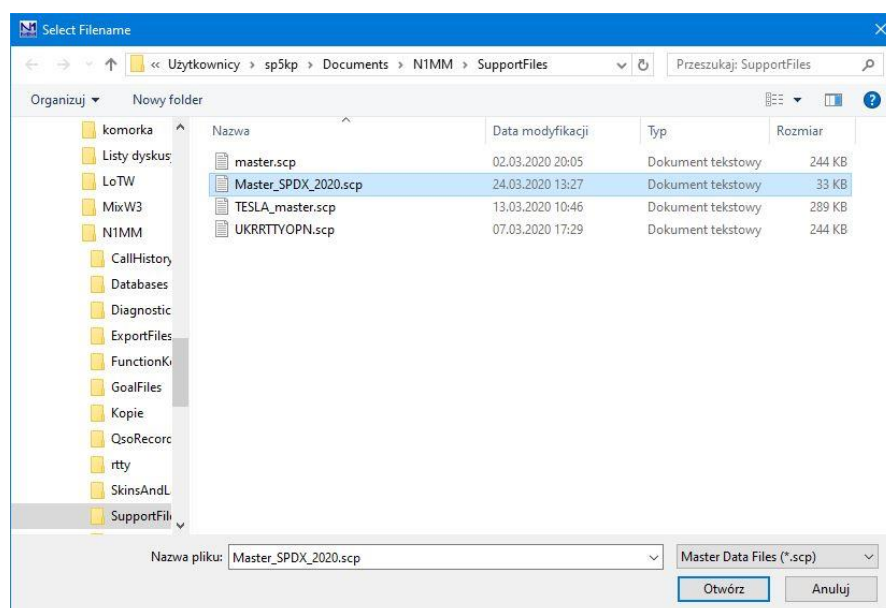 Select Filename
« Użytkownicy > sp5kp > Documents > N1MM > SupportFiles
Przeszukaj: SupportFiles
Organizuj
Nowy folder
komorka
Listy dyskus
LoTW
MixW3
N1MM
CallHistory
Databases
Diagnostic
ExportFiles
FunctionK
GoalFiles
Kopie
QsoRecorc
rtty
SkinsAndL
SupportFil
Nazwa Data modyfikacji Typ Rozmiar
master.scp 02.03.2020 20:05 Dokument tekstowy 244 KB
Master_SPDX_2020.scp 24.03.2020 13:27 Dokument tekstowy 33 KB
TESLA_master.scp 13.03.2020 10:46 Dokument tekstowy 289 KB
UKRRTTYOPN.scp 07.03.2020 17:29 Dokument tekstowy 244 KB
Nazwa pliku: Master_SPDX_2020.scp
Master Data Files (*.scp)
Otwórz
Anuluj